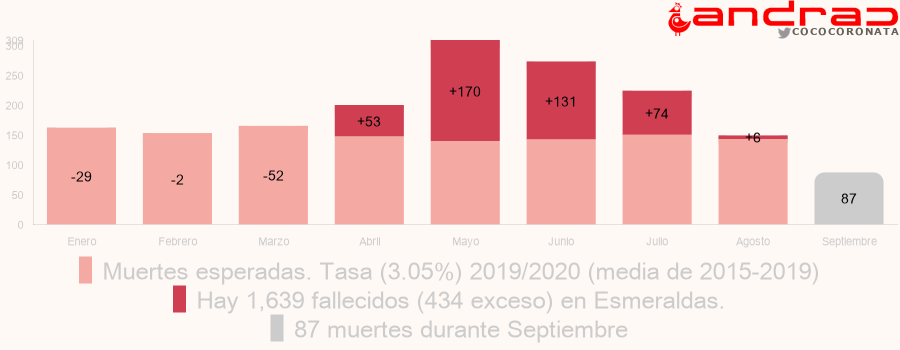 andrac
COCOCORONATA
309
300
250
200
150
100
50
0
-29
-2
-52
+53
+170
+131
+74
+6
87
Enero Febrero Marzo Abril Mayo Junio Julio Agosto Septiembre
Muertes esperadas. Tasa (3.05%) 2019/2020 (media de 2015-2019)
Hay 1,639 fallecidos (434 exceso) en Esmeraldas.
87 muertes durante Septiembre